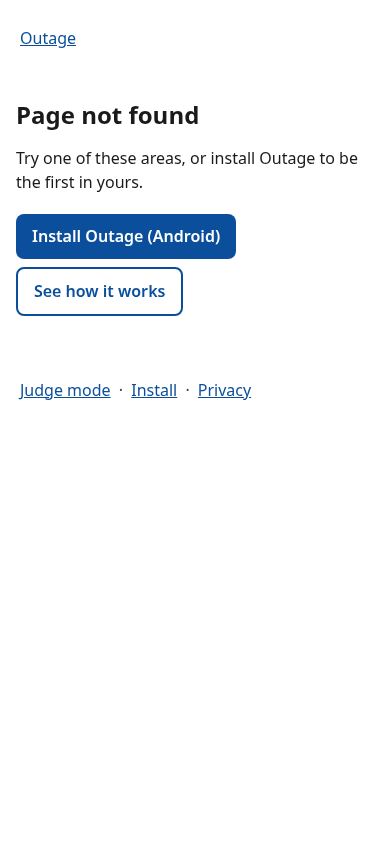 Outage
Page not found
Try one of these areas, or install Outage to be
the first in yours.
Install Outage (Android)
See how it works
Judge mode · Install · Privacy